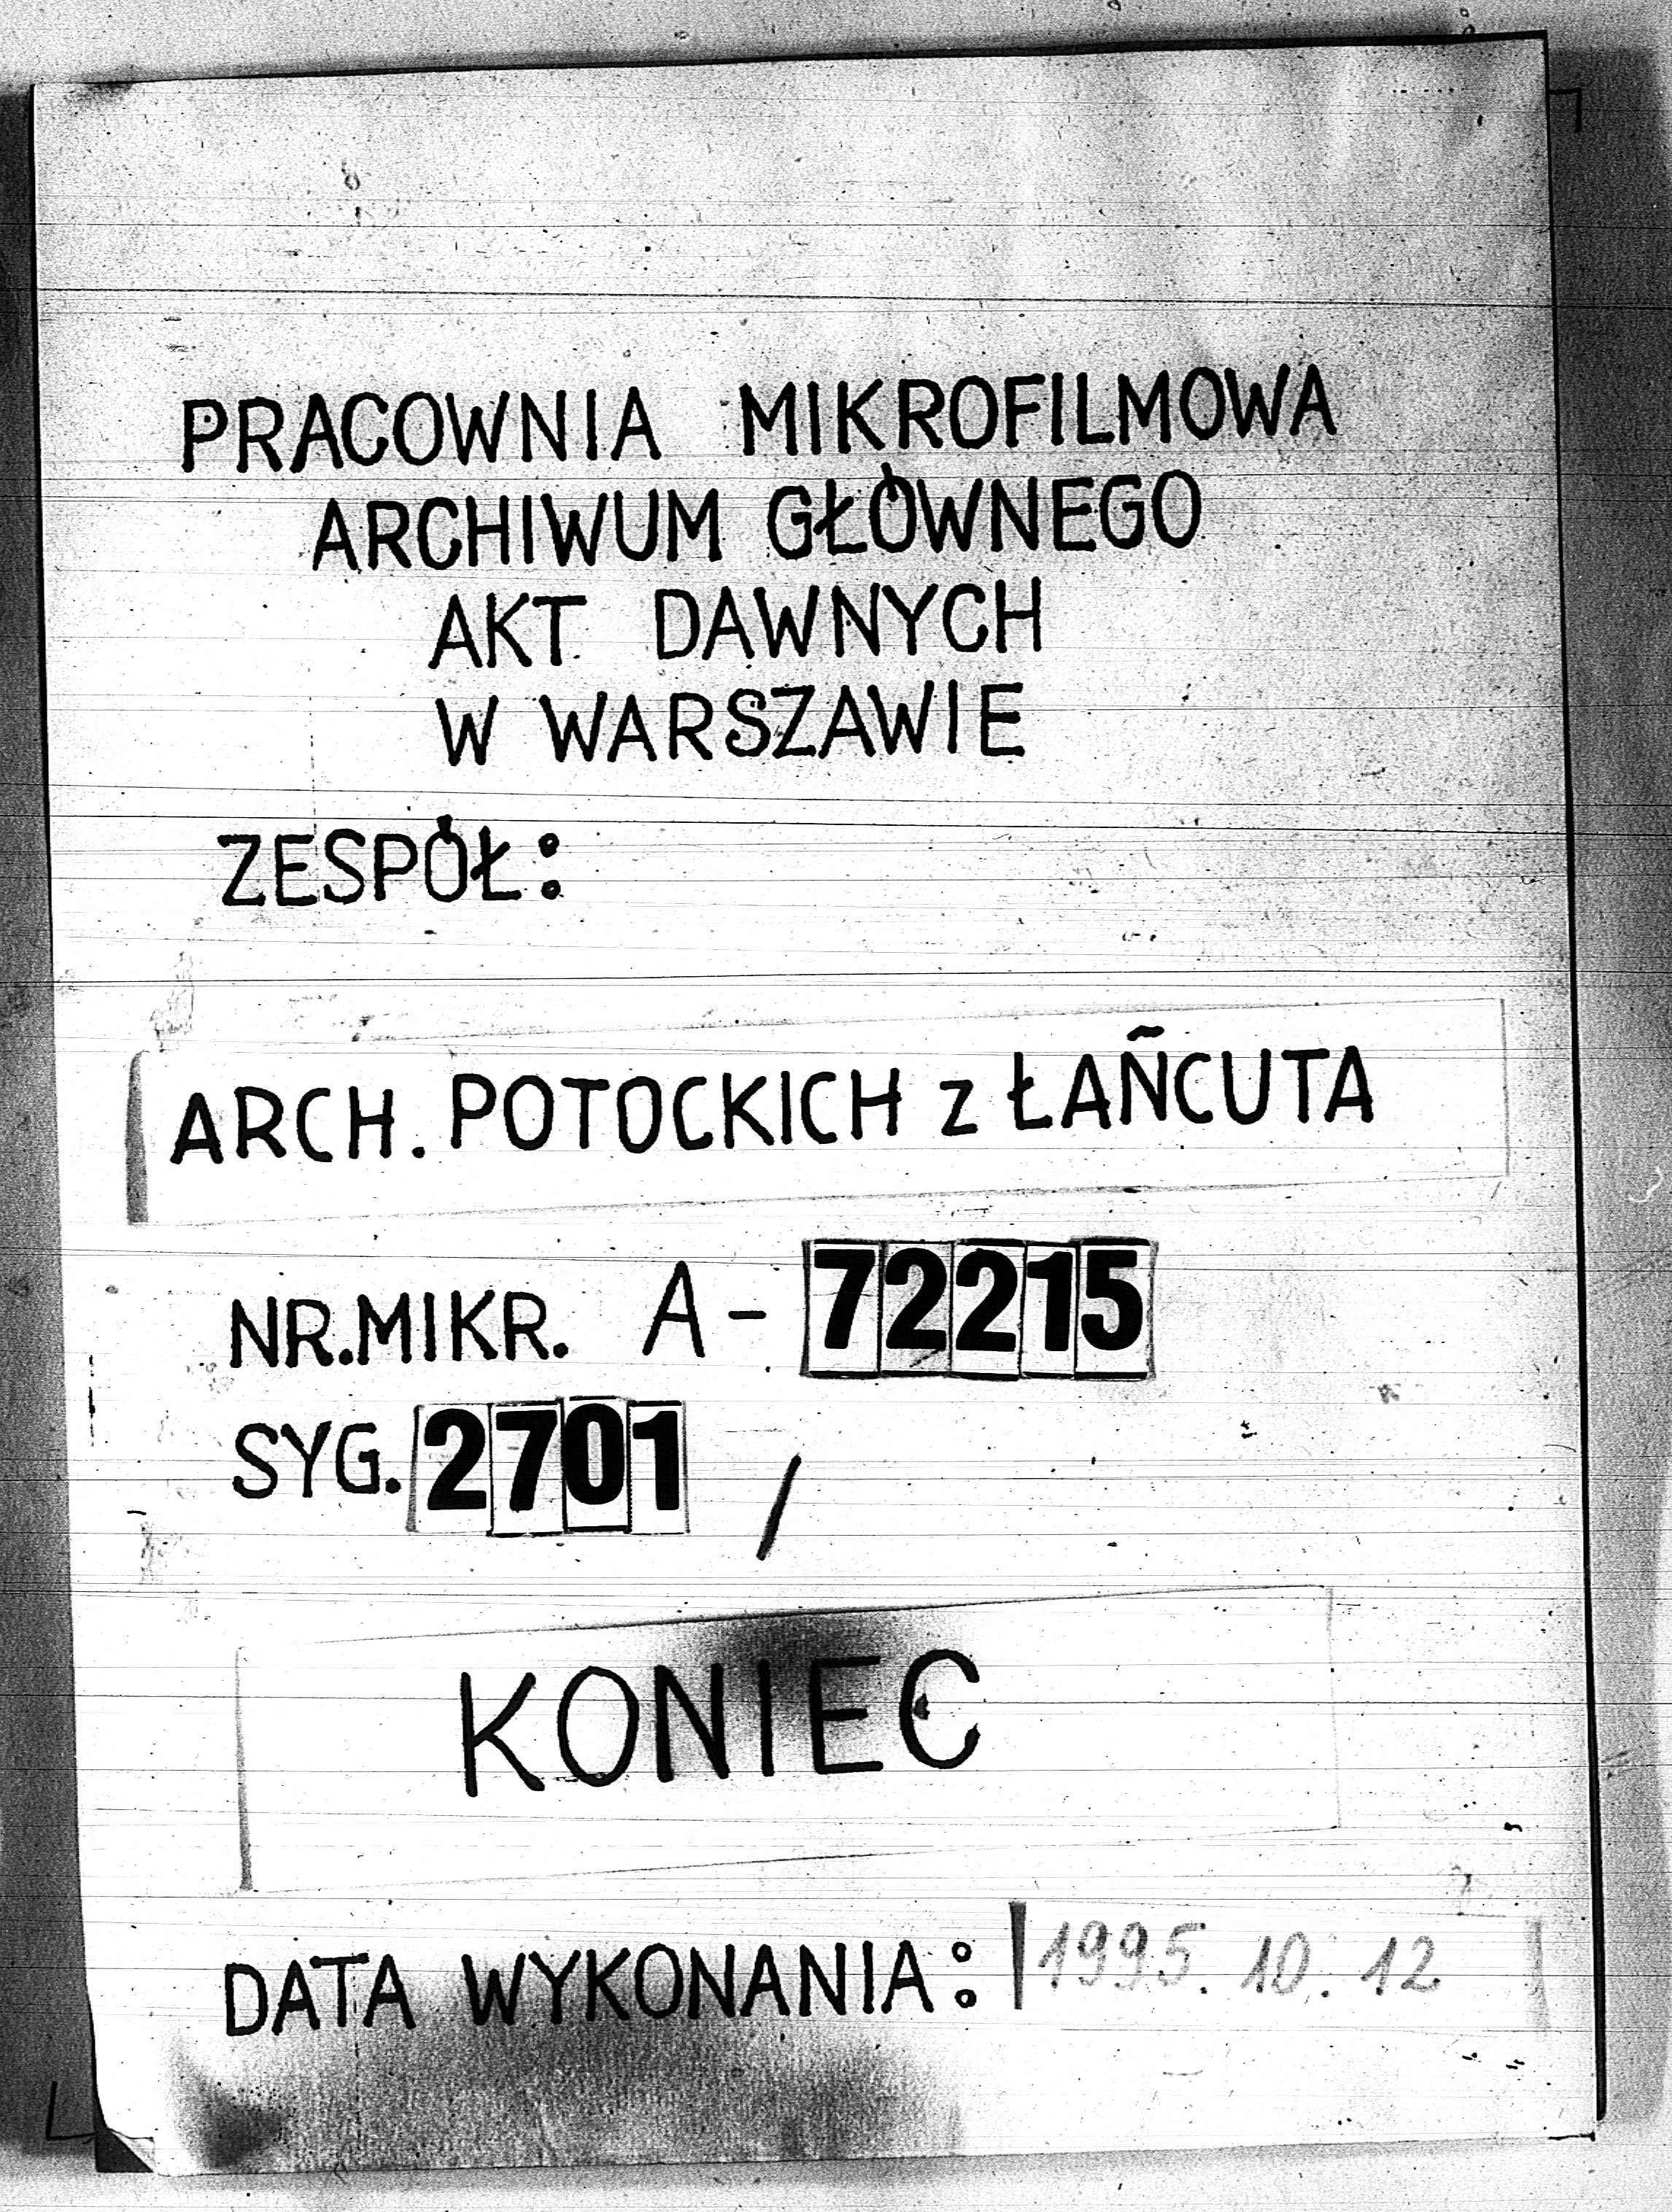 PRACOWNIA MIKROFILMOWA
ARCHIWUM GŁÓWNEGO
AKT DAWNYCH
W WARSZAWIE
ZESPÓŁ:
ARCH. POTOCKICH z ŁAŃCUTA
NR.MIKR. A-72215
SYG. 2701 /
KONIEC
DATA WYKONANIA: 1995. 10. 12